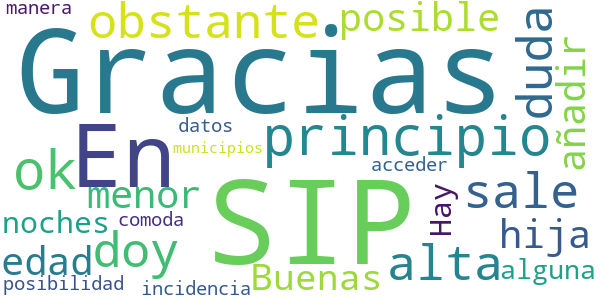 manera
obstante posible
Gracias duda
añadir
datos principio
En municipios
ok acceder
menor SIP sale
noches comoda Hay hija
edad doy alta alguna
posibilidad incidencia Buenas